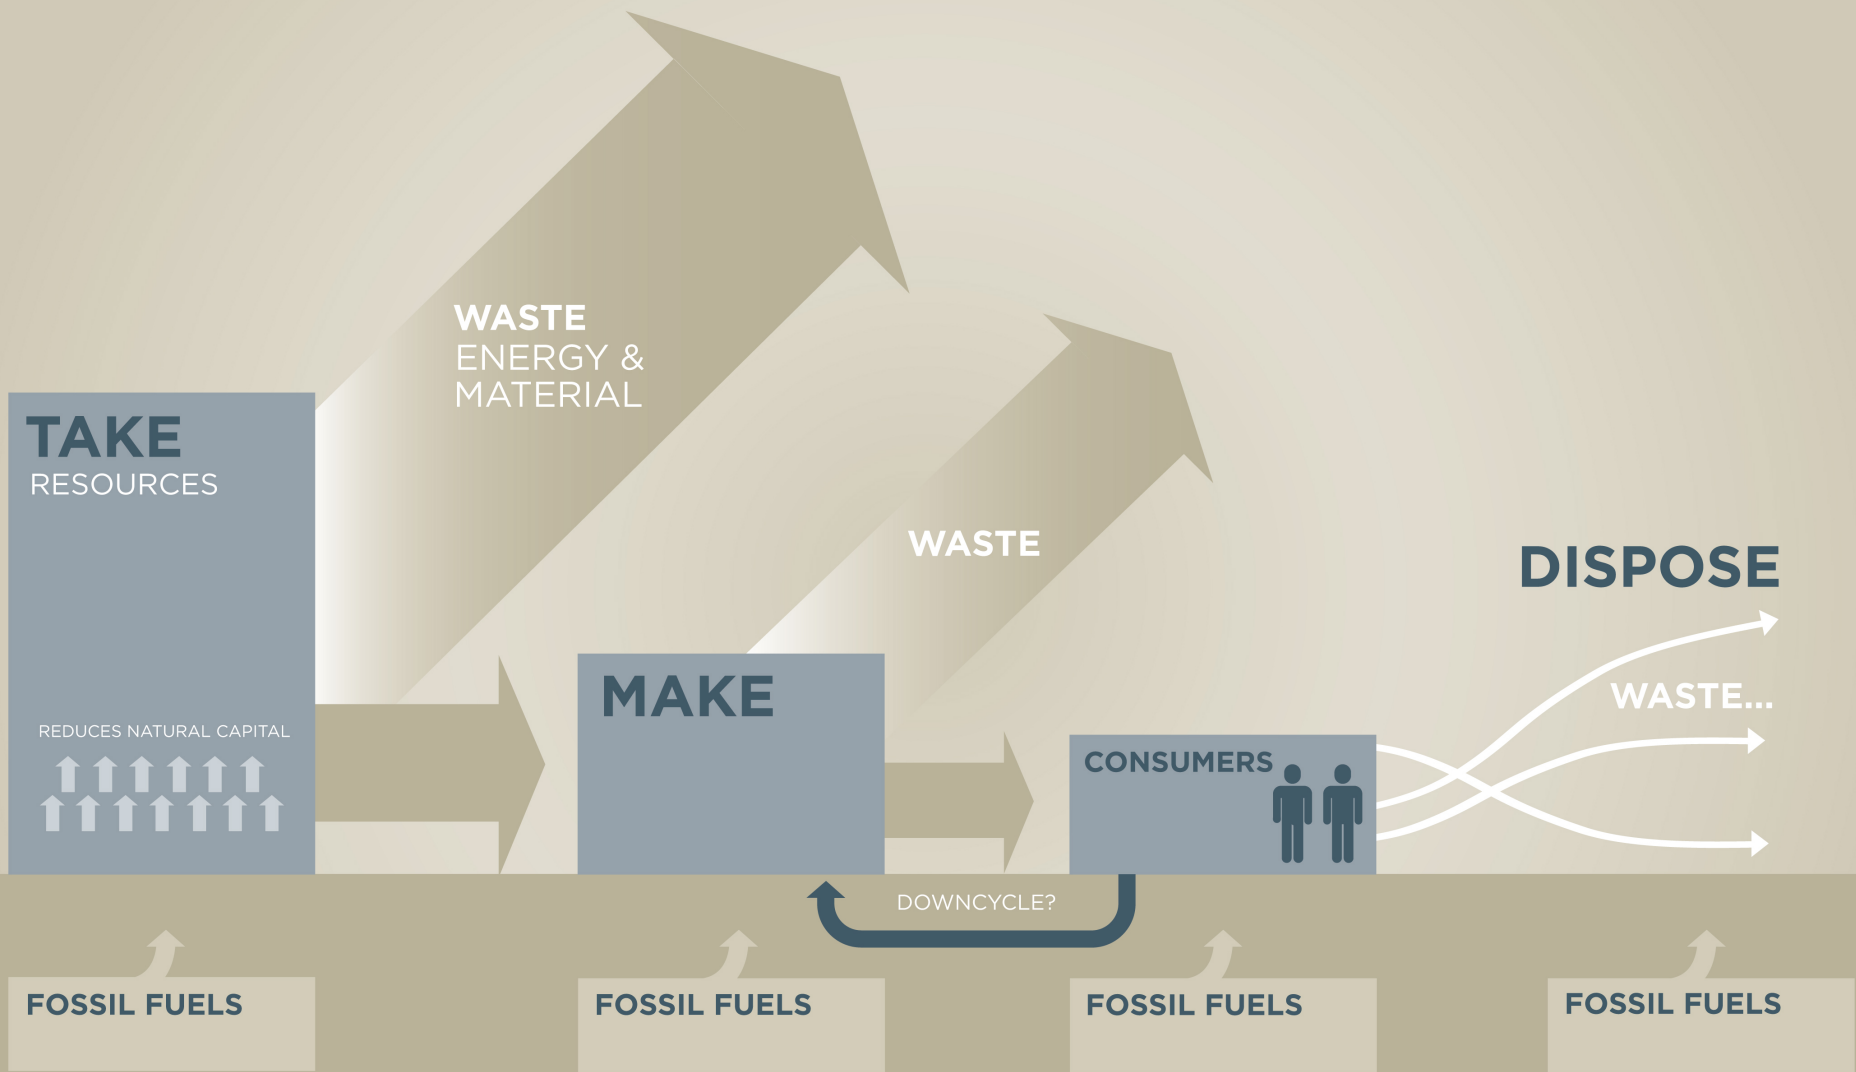 WASTE
ENERGY &
MATERIAL
TAKE
RESOURCES
WASTE
DISPOSE
MAKE
WASTE...
REDUCES NATURAL CAPITAL
CONSUMERS
DOWNCYCLE?
FOSSIL FUELS
FOSSIL FUELS
FOSSIL FUELS
FOSSIL FUELS